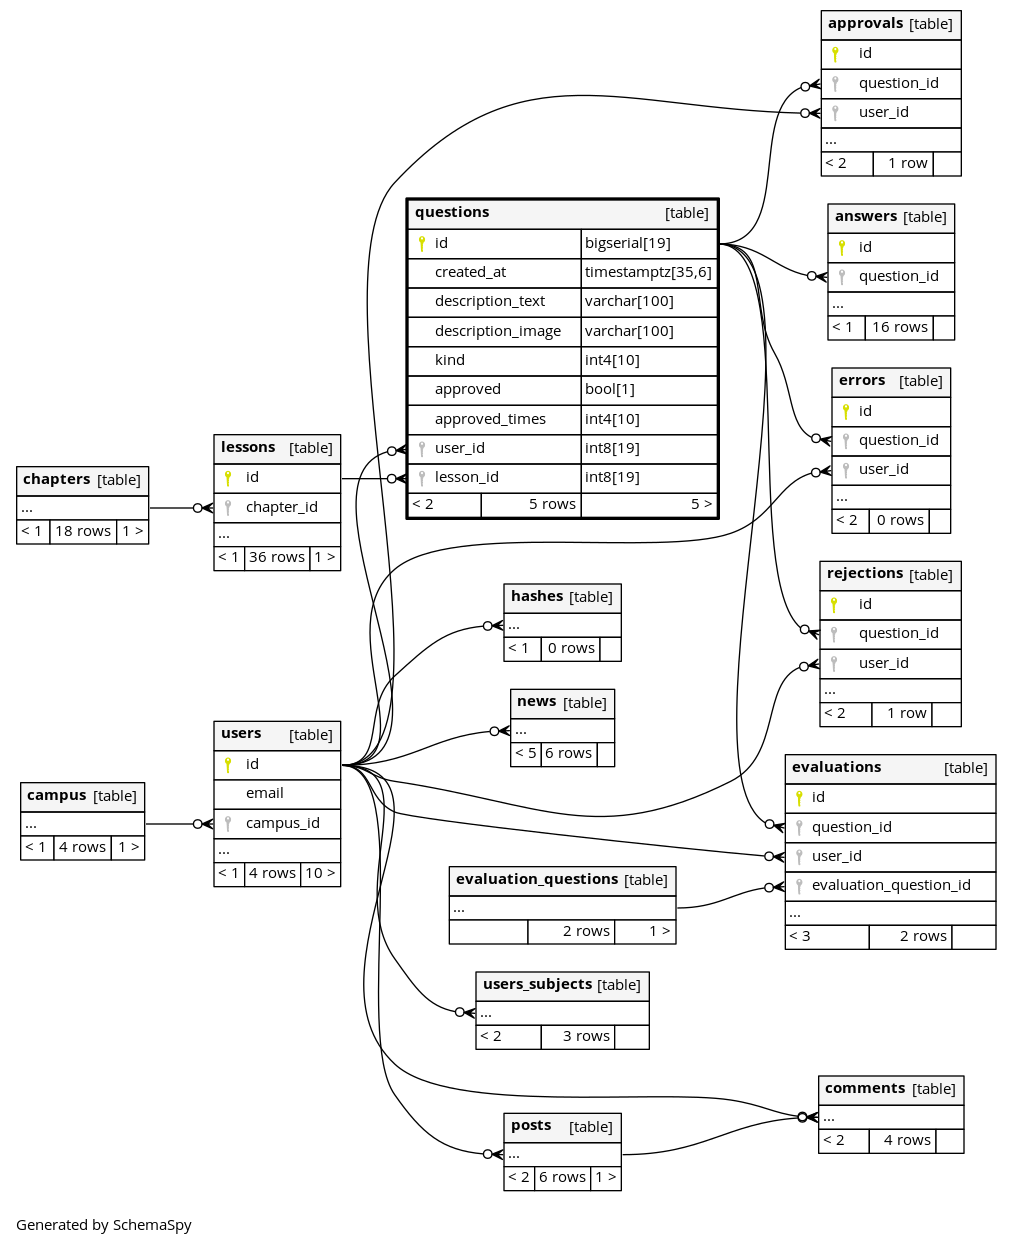 approvals [table]
id
question_id
user_id
...
< 2 1 row
answers [table]
id
question_id
...
< 1 16 rows
questions [table]
id bigserial[19]
created_at timestamptz[35,6]
description_text varchar[100]
description_image varchar[100]
kind int4[10]
approved bool[1]
approved_times int4[10]
user_id int8[19]
lesson_id int8[19]
< 2 5 rows 5 >
errors [table]
id
question_id
user_id
...
< 2 0 rows
lessons [table]
id
chapter_id
...
< 1 36 rows 1 >
chapters [table]
...
< 1 18 rows 1 >
rejections [table]
id
question_id
user_id
...
< 2 1 row
hashes [table]
...
< 1 0 rows
news [table]
...
< 5 6 rows
users [table]
id
email
campus_id
...
< 1 4 rows 10 >
campus [table]
...
< 1 4 rows 1 >
evaluations [table]
id
question_id
user_id
evaluation_question_id
...
< 3 2 rows
evaluation_questions [table]
...
2 rows 1 >
users_subjects [table]
...
< 2 3 rows
comments [table]
...
< 2 4 rows
posts [table]
...
< 2 6 rows 1 >
Generated by SchemaSpy